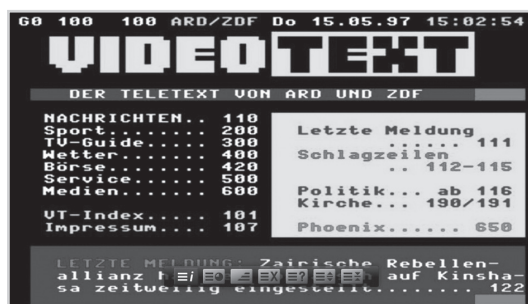 G0 100 100 ARD/ZDF Do 15.05.97 15:02:54
VIDEOTEXT
DER TELETEXT VON ARD UND ZDF
NACHRICHTEN.. 110
Sport........ 200
TV-Guide..... 300
Wetter....... 400
Börse........ 420
Service...... 500
Medien....... 600
VT-Index..... 101
Impressum.... 107
Letzte Meldung
...... 111
Schlagzeilen
.. 112-115
Politik... ab 116
Kirche... 190/191
Phoenix...... 650
LETZTE MELDUNG: Zairische Rebellen-
allianz auf Kinsha-
sa zeitweilig eingestellt....... 122